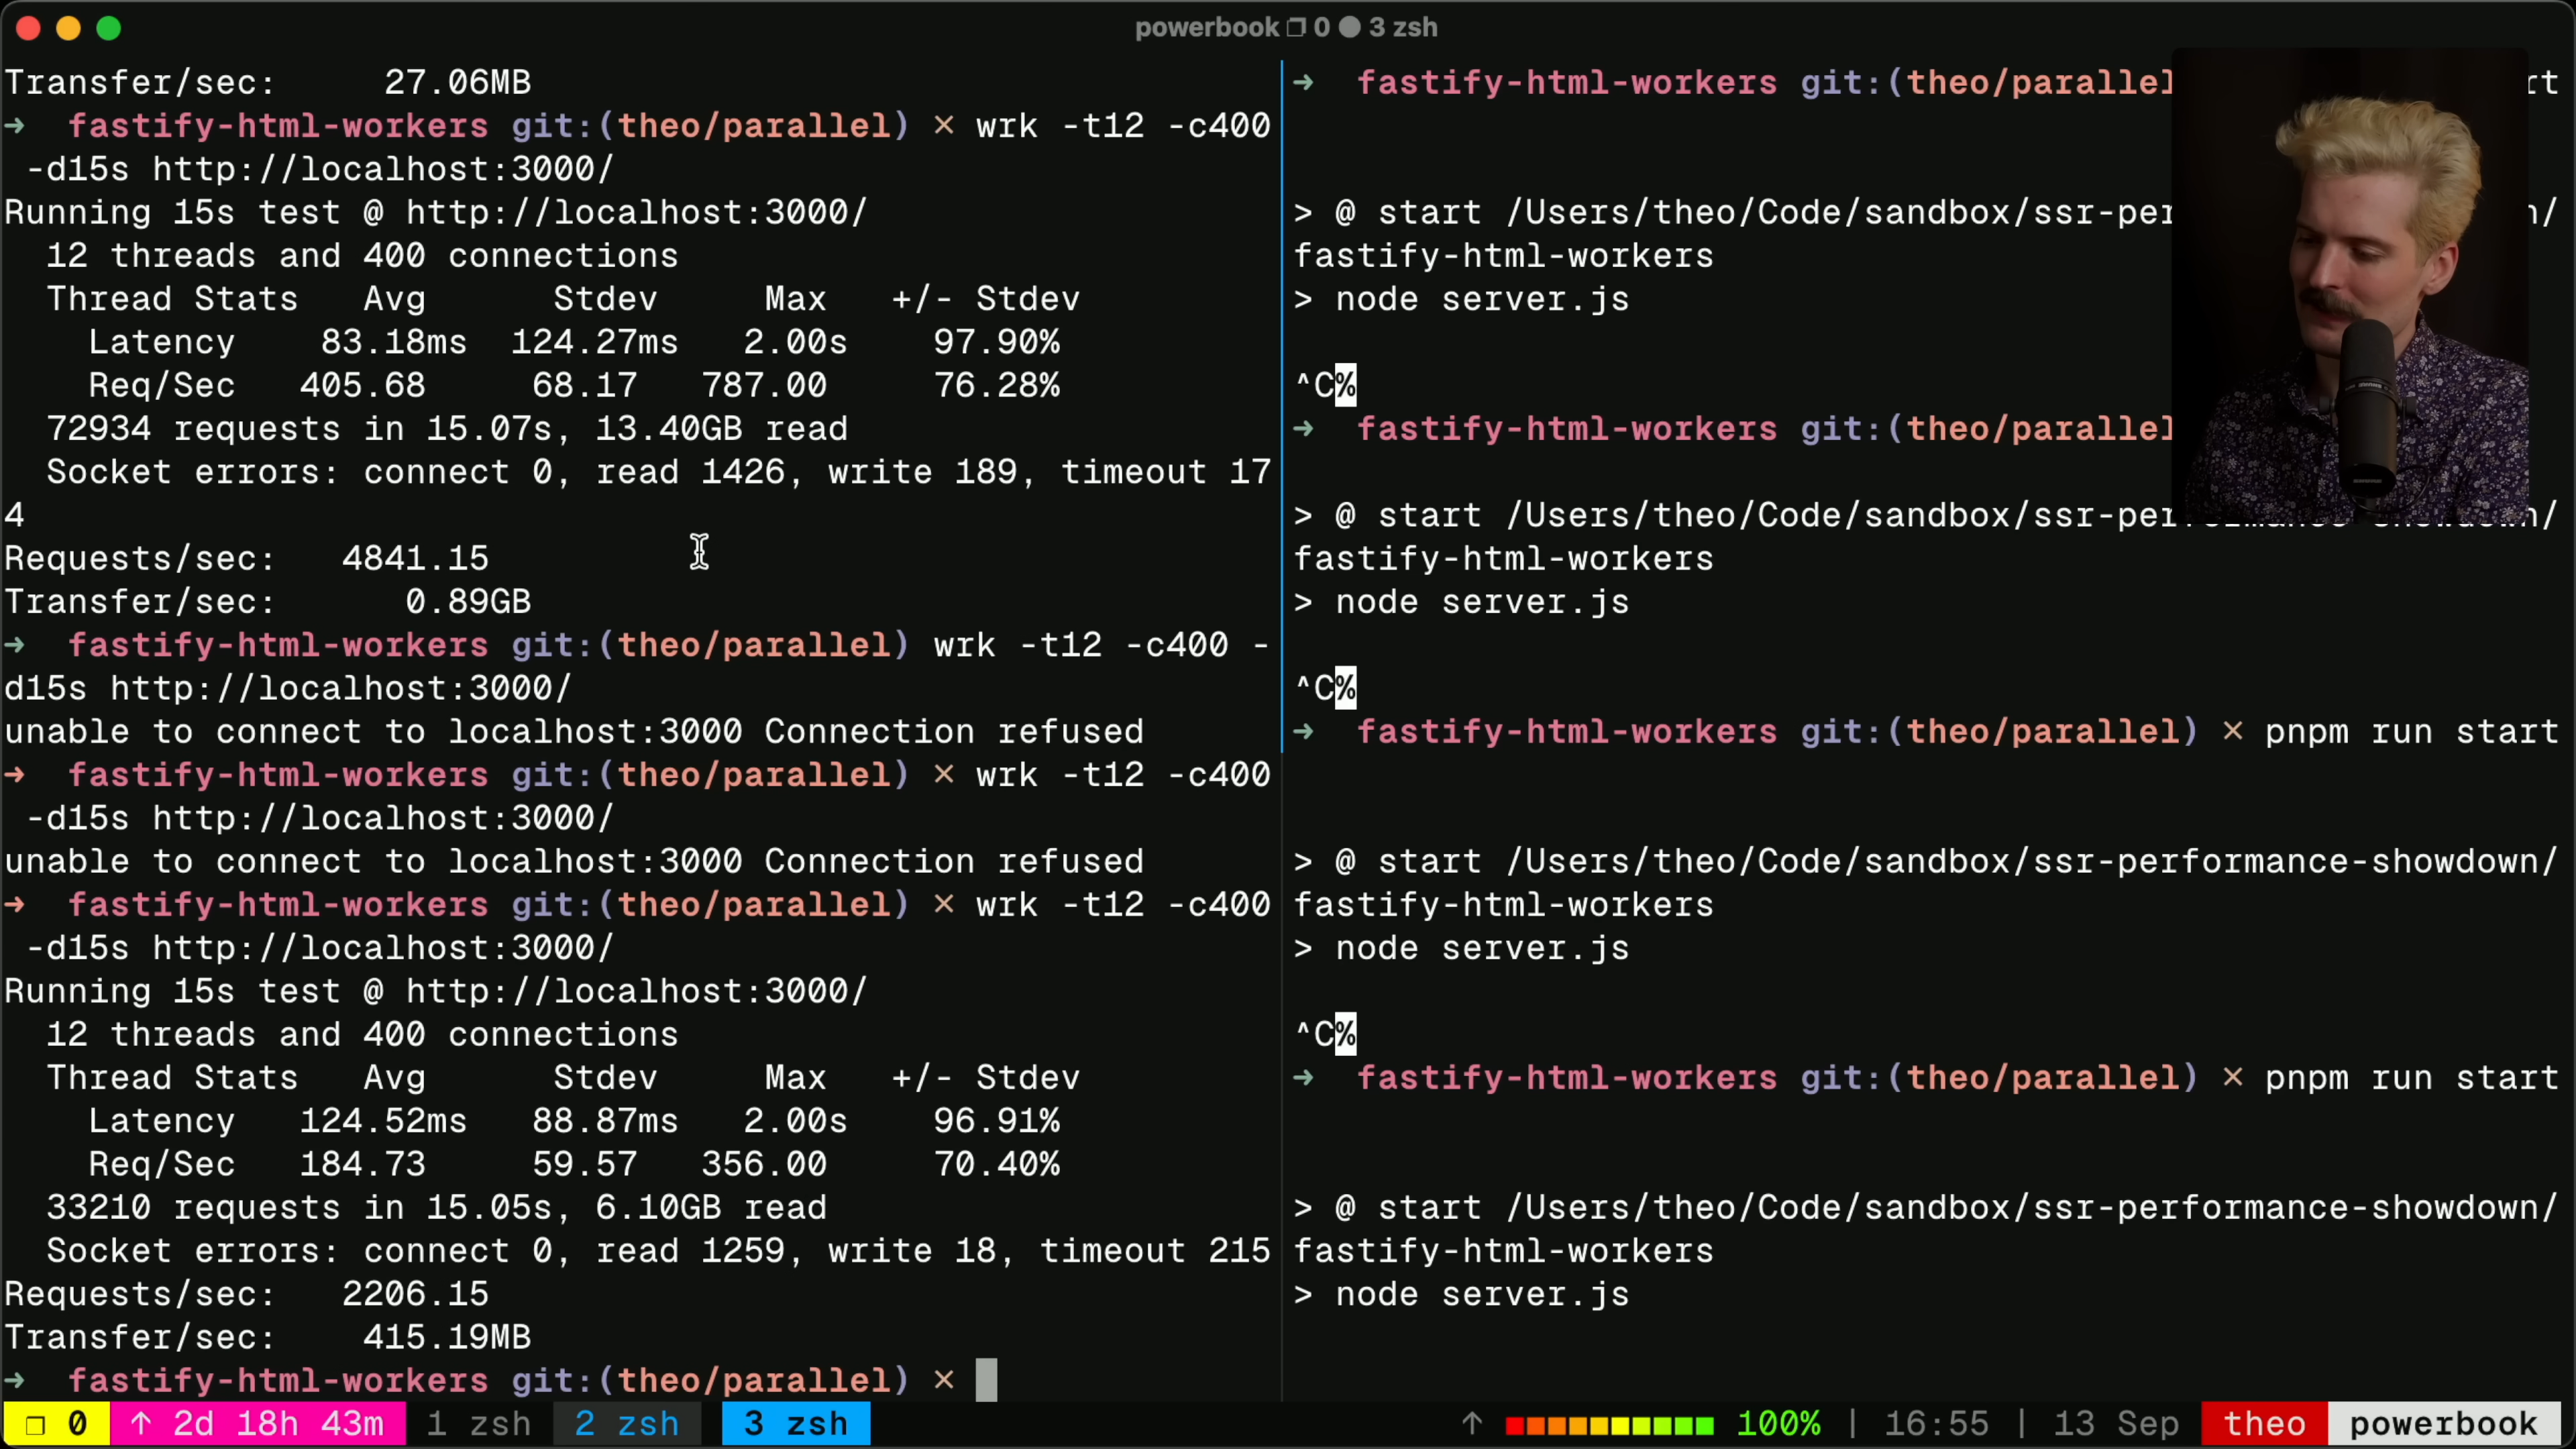 powerbook ❐ 0 ● 3 zsh
Transfer/sec:     27.06MB
➜  fastify-html-workers git:(theo/parallel) ✗ wrk -t12 -c400
 -d15s http://localhost:3000/
Running 15s test @ http://localhost:3000/
  12 threads and 400 connections
  Thread Stats   Avg      Stdev     Max   +/- Stdev
    Latency    83.18ms  124.27ms   2.00s    97.90%
    Req/Sec   405.68     68.17   787.00     76.28%
  72934 requests in 15.07s, 13.40GB read
  Socket errors: connect 0, read 1426, write 189, timeout 17
4
Requests/sec:   4841.15
Transfer/sec:      0.89GB
➜  fastify-html-workers git:(theo/parallel) wrk -t12 -c400 -
d15s http://localhost:3000/
unable to connect to localhost:3000 Connection refused
➜  fastify-html-workers git:(theo/parallel) ✗ wrk -t12 -c400
 -d15s http://localhost:3000/
unable to connect to localhost:3000 Connection refused
➜  fastify-html-workers git:(theo/parallel) ✗ wrk -t12 -c400
 -d15s http://localhost:3000/
Running 15s test @ http://localhost:3000/
  12 threads and 400 connections
  Thread Stats   Avg      Stdev     Max   +/- Stdev
    Latency   124.52ms   88.87ms   2.00s    96.91%
    Req/Sec   184.73     59.57   356.00     70.40%
  33210 requests in 15.05s, 6.10GB read
  Socket errors: connect 0, read 1259, write 18, timeout 215
Requests/sec:   2206.15
Transfer/sec:    415.19MB
➜  fastify-html-workers git:(theo/parallel) ✗
➜  fastify-html-workers git:(theo/parallel
> @ start /Users/theo/Code/sandbox/ssr-per
fastify-html-workers
> node server.js
^C%
➜  fastify-html-workers git:(theo/parallel
> @ start /Users/theo/Code/sandbox/ssr-performance-showdown/
fastify-html-workers
> node server.js
^C%
➜  fastify-html-workers git:(theo/parallel) ✗ pnpm run start
> @ start /Users/theo/Code/sandbox/ssr-performance-showdown/
fastify-html-workers
> node server.js
^C%
➜  fastify-html-workers git:(theo/parallel) ✗ pnpm run start
> @ start /Users/theo/Code/sandbox/ssr-performance-showdown/
fastify-html-workers
> node server.js
❐ 0 ↑ 2d 18h 43m 1 zsh 2 zsh 3 zsh ↑ 100% | 16:55 | 13 Sep theo powerbook